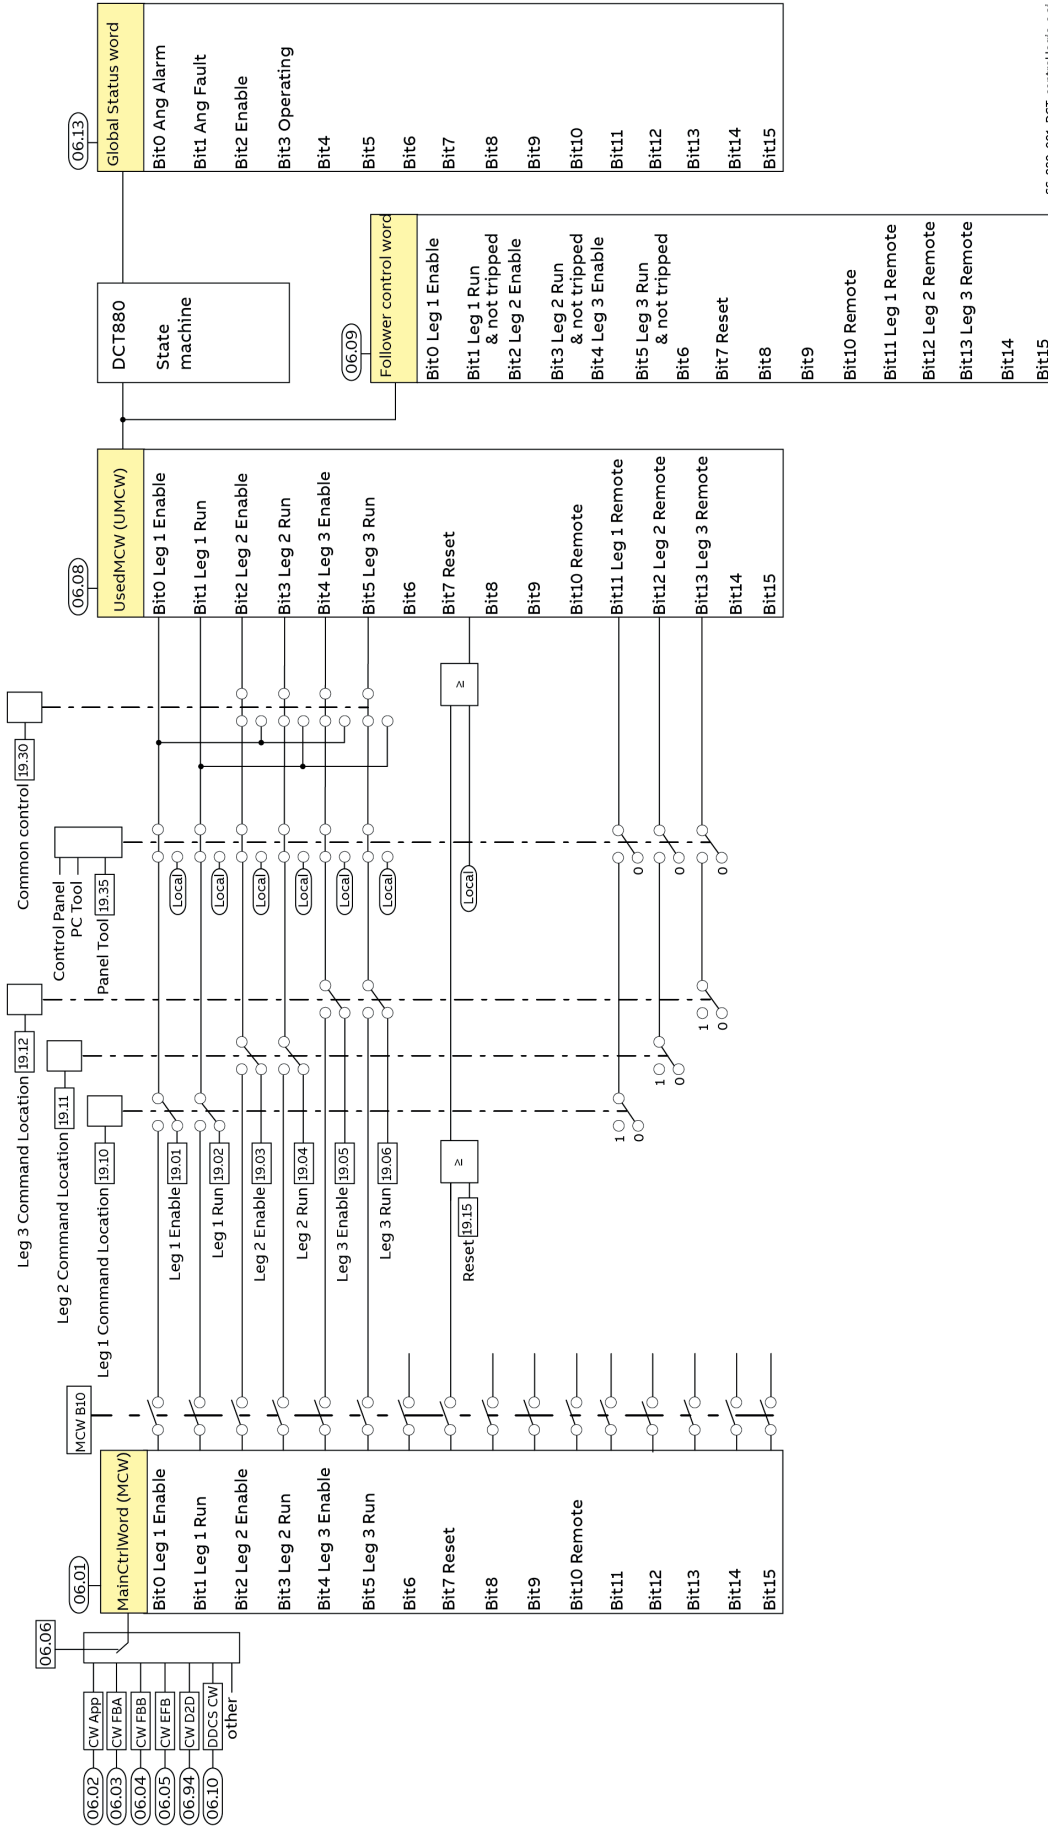 06.02
CW App
06.03
CW FBA
06.04
CW FBB
06.05
CW EFB
06.94
CW D2D
06.10
DDCS CW
other
06.06
06.01
MainCtrlWord (MCW)
Bit0 Leg 1 Enable
Bit1 Leg 1 Run
Bit2 Leg 2 Enable
Bit3 Leg 2 Run
Bit4 Leg 3 Enable
Bit5 Leg 3 Run
Bit6
Bit7 Reset
Bit8
Bit9
Bit10 Remote
Bit11
Bit12
Bit13
Bit14
Bit15
MCW B10
Leg 3 Command Location 19.12
Leg 2 Command Location 19.11
Leg 1 Command Location 19.10
Leg 1 Enable 19.01
Leg 1 Run 19.02
Leg 2 Enable 19.03
Leg 2 Run 19.04
Leg 3 Enable 19.05
Leg 3 Run 19.06
Reset 19.15
≥
1
0
1
0
1
0
Control Panel
PC Tool
Panel Tool 19.35
Local
Local
Local
Local
Local
Local
Local
0
0
0
Common control 19.30
≥
06.08
UsedMCW (UMCW)
Bit0 Leg 1 Enable
Bit1 Leg 1 Run
Bit2 Leg 2 Enable
Bit3 Leg 2 Run
Bit4 Leg 3 Enable
Bit5 Leg 3 Run
Bit6
Bit7 Reset
Bit8
Bit9
Bit10 Remote
Bit11 Leg 1 Remote
Bit12 Leg 2 Remote
Bit13 Leg 3 Remote
Bit14
Bit15
DCT880
State
machine
06.09
Follower control word
Bit0 Leg 1 Enable
Bit1 Leg 1 Run
& not tripped
Bit2 Leg 2 Enable
Bit3 Leg 2 Run
& not tripped
Bit4 Leg 3 Enable
Bit5 Leg 3 Run
& not tripped
Bit6
Bit7 Reset
Bit8
Bit9
Bit10 Remote
Bit11 Leg 1 Remote
Bit12 Leg 2 Remote
Bit13 Leg 3 Remote
Bit14
Bit15
06.13
Global Status word
Bit0 Ang Alarm
Bit1 Ang Fault
Bit2 Enable
Bit3 Operating
Bit4
Bit5
Bit6
Bit7
Bit8
Bit9
Bit10
Bit11
Bit12
Bit13
Bit14
Bit15